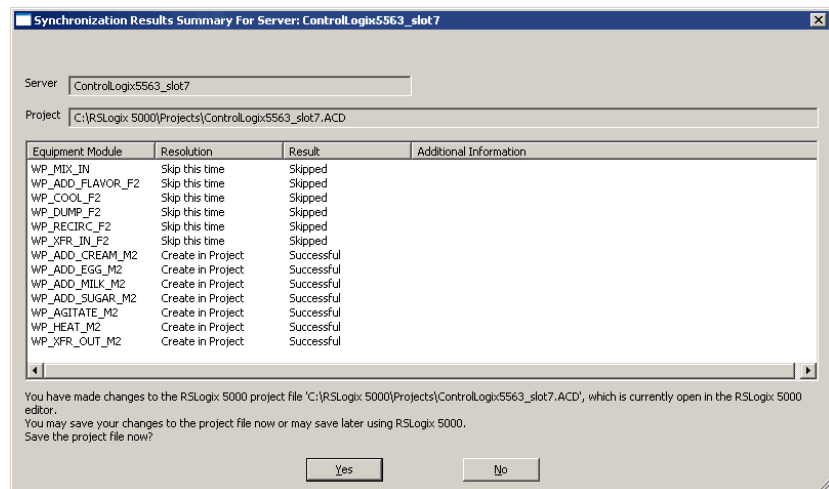 Synchronization Results Summary For Server: ControlLogix5563_slot7
Server ControlLogix5563_slot7
Project C:\RSLogix 5000\Projects\ControlLogix5563_slot7.ACD
Equipment Module Resolution Result Additional Information
WP_MIX_IN Skip this time Skipped
WP_ADD_FLAVOR_F2 Skip this time Skipped
WP_COOL_F2 Skip this time Skipped
WP_DUMP_F2 Skip this time Skipped
WP_RECIRC_F2 Skip this time Skipped
WP_XFR_IN_F2 Skip this time Skipped
WP_ADD_CREAM_M2 Create in Project Successful
WP_ADD_EGG_M2 Create in Project Successful
WP_ADD_MILK_M2 Create in Project Successful
WP_ADD_SUGAR_M2 Create in Project Successful
WP_AGITATE_M2 Create in Project Successful
WP_HEAT_M2 Create in Project Successful
WP_XFR_OUT_M2 Create in Project Successful
You have made changes to the RSLogix 5000 project file 'C:\RSLogix 5000\Projects\ControlLogix5563_slot7.ACD', which is currently open in the RSLogix 5000
editor.
You may save your changes to the project file now or may save later using RSLogix 5000.
Save the project file now?
Yes No